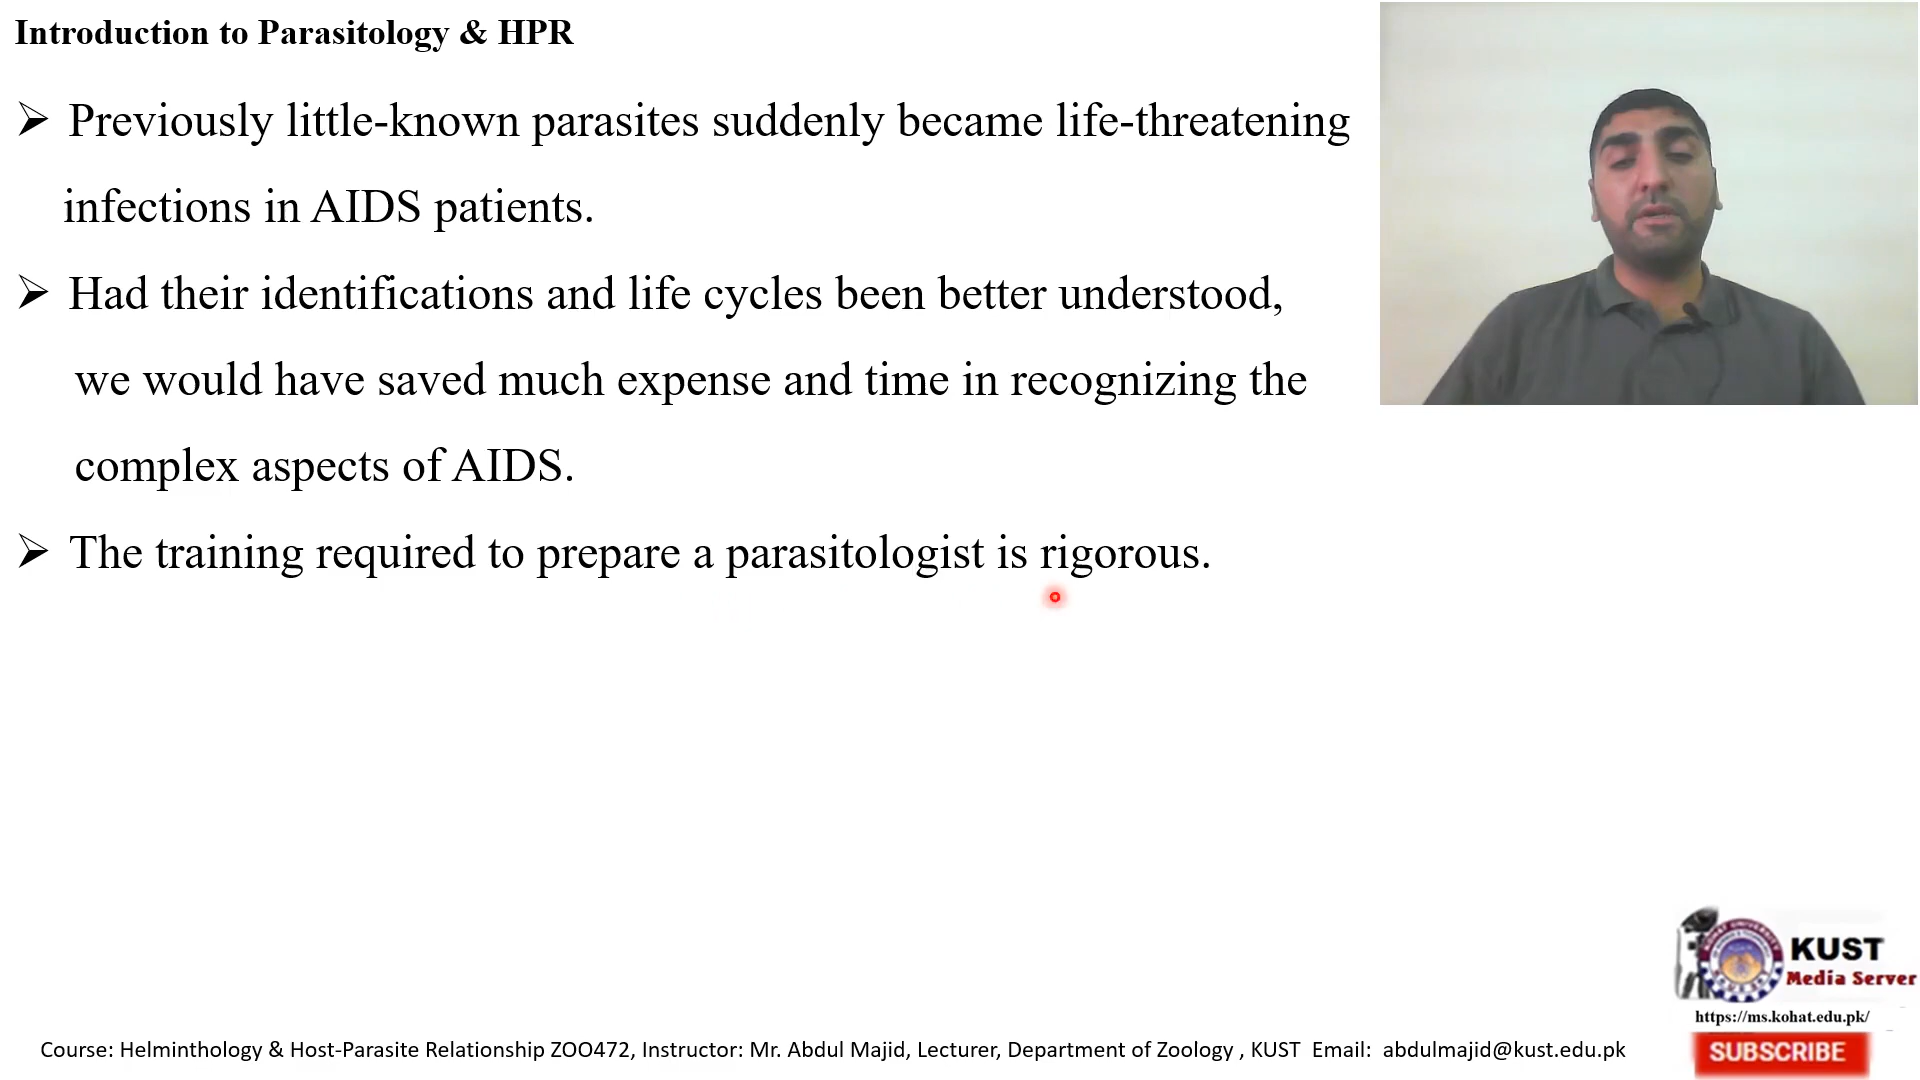 Introduction to Parasitology & HPR
➢ Previously little-known parasites suddenly became life-threatening
infections in AIDS patients.
➢ Had their identifications and life cycles been better understood,
we would have saved much expense and time in recognizing the
complex aspects of AIDS.
➢ The training required to prepare a parasitologist is rigorous.
KUST
Media Server
https://ms.kohat.edu.pk/
SUBSCRIBE
Course: Helminthology & Host-Parasite Relationship ZOO472, Instructor: Mr. Abdul Majid, Lecturer, Department of Zoology , KUST Email: abdulmajid@kust.edu.pk